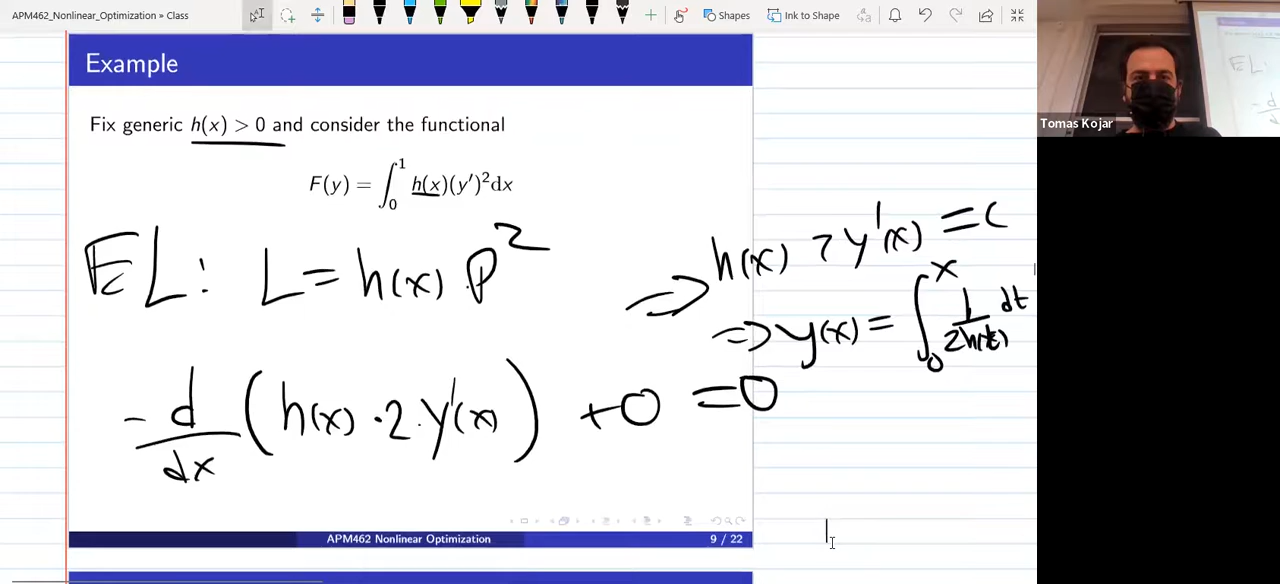 APM462_Nonlinear_Optimization » Class
Shapes
Ink to Shape
Example
Fix generic h(x) > 0 and consider the functional
F(y) = ∫₀¹ h(x)(y′)²dx
EL: L = h(x) P²
⇒ h(x) 2 y'(x) = C
⇒ y(x) = ∫₀ˣ 1/2h(t) dt
- d/dx (h(x) · 2 · y'(x)) + 0 = 0
APM462 Nonlinear Optimization
9 / 22
Tomas Kojar